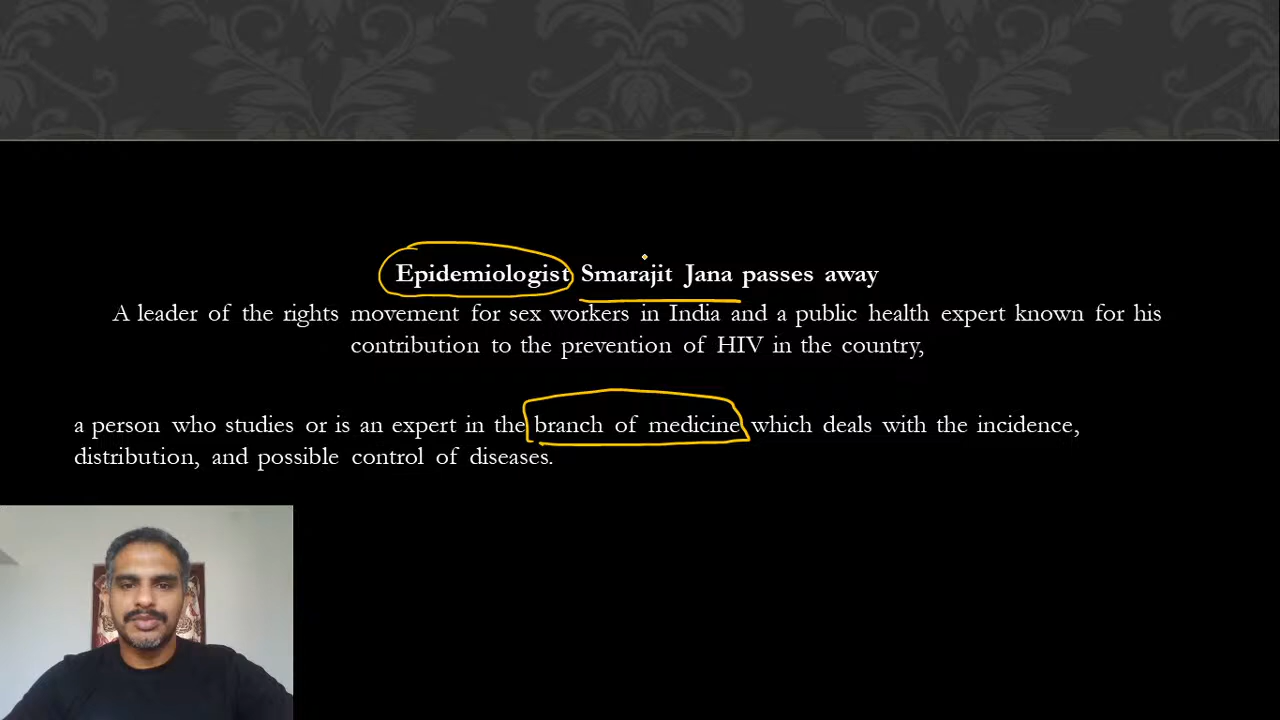 Epidemiologist Smarajit Jana passes away
A leader of the rights movement for sex workers in India and a public health expert known for his
contribution to the prevention of HIV in the country,
a person who studies or is an expert in the branch of medicine which deals with the incidence,
distribution, and possible control of diseases.